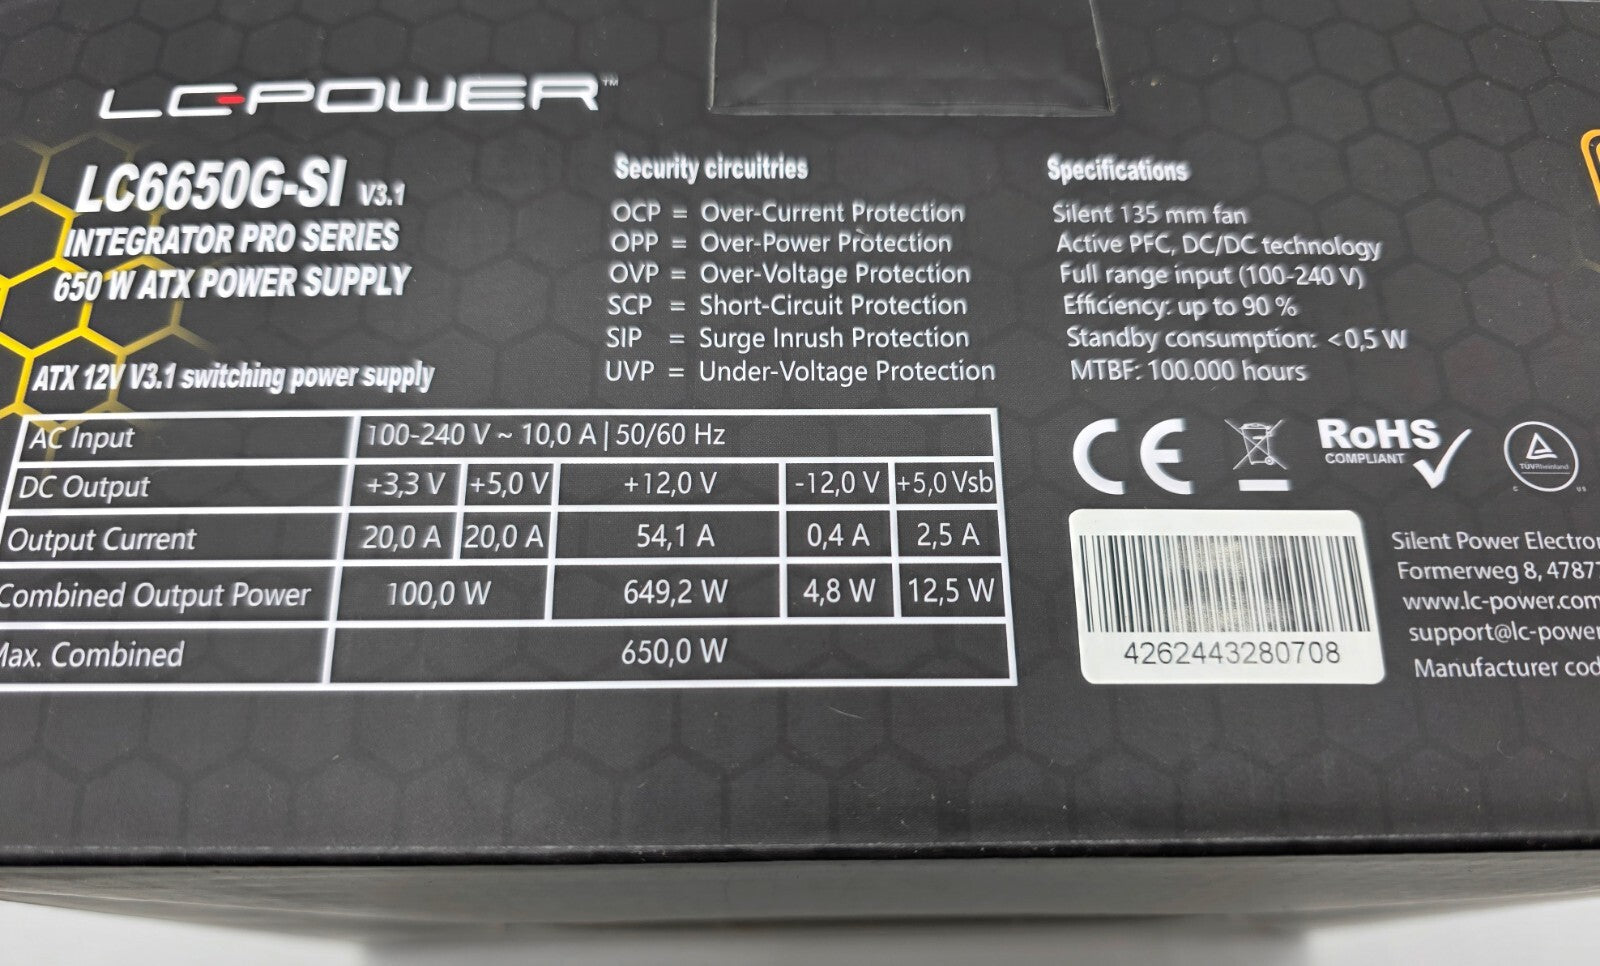 LC-POWER™
LC6650G-SI V3.1
INTEGRATOR PRO SERIES
650 W ATX POWER SUPPLY
ATX 12V V3.1 switching power supply
Security circuitries
OCP = Over-Current Protection
OPP = Over-Power Protection
OVP = Over-Voltage Protection
SCP = Short-Circuit Protection
SIP = Surge Inrush Protection
UVP = Under-Voltage Protection
Specifications
Silent 135 mm fan
Active PFC, DC/DC technology
Full range input (100-240 V)
Efficiency: up to 90 %
Standby consumption: <0,5 W
MTBF: 100.000 hours
AC Input 100-240 V ~ 10,0 A | 50/60 Hz
DC Output +3,3 V +5,0 V +12,0 V -12,0 V +5,0 Vsb
Output Current 20,0 A 20,0 A 54,1 A 0,4 A 2,5 A
Combined Output Power 100,0 W 649,2 W 4,8 W 12,5 W
Max. Combined 650,0 W
CE
RoHS
COMPLIANT
TÜVRheinland
C US
4262443280708
Silent Power Electron
Formerweg 8, 47877
www.lc-power.com
support@lc-power
Manufacturer cod